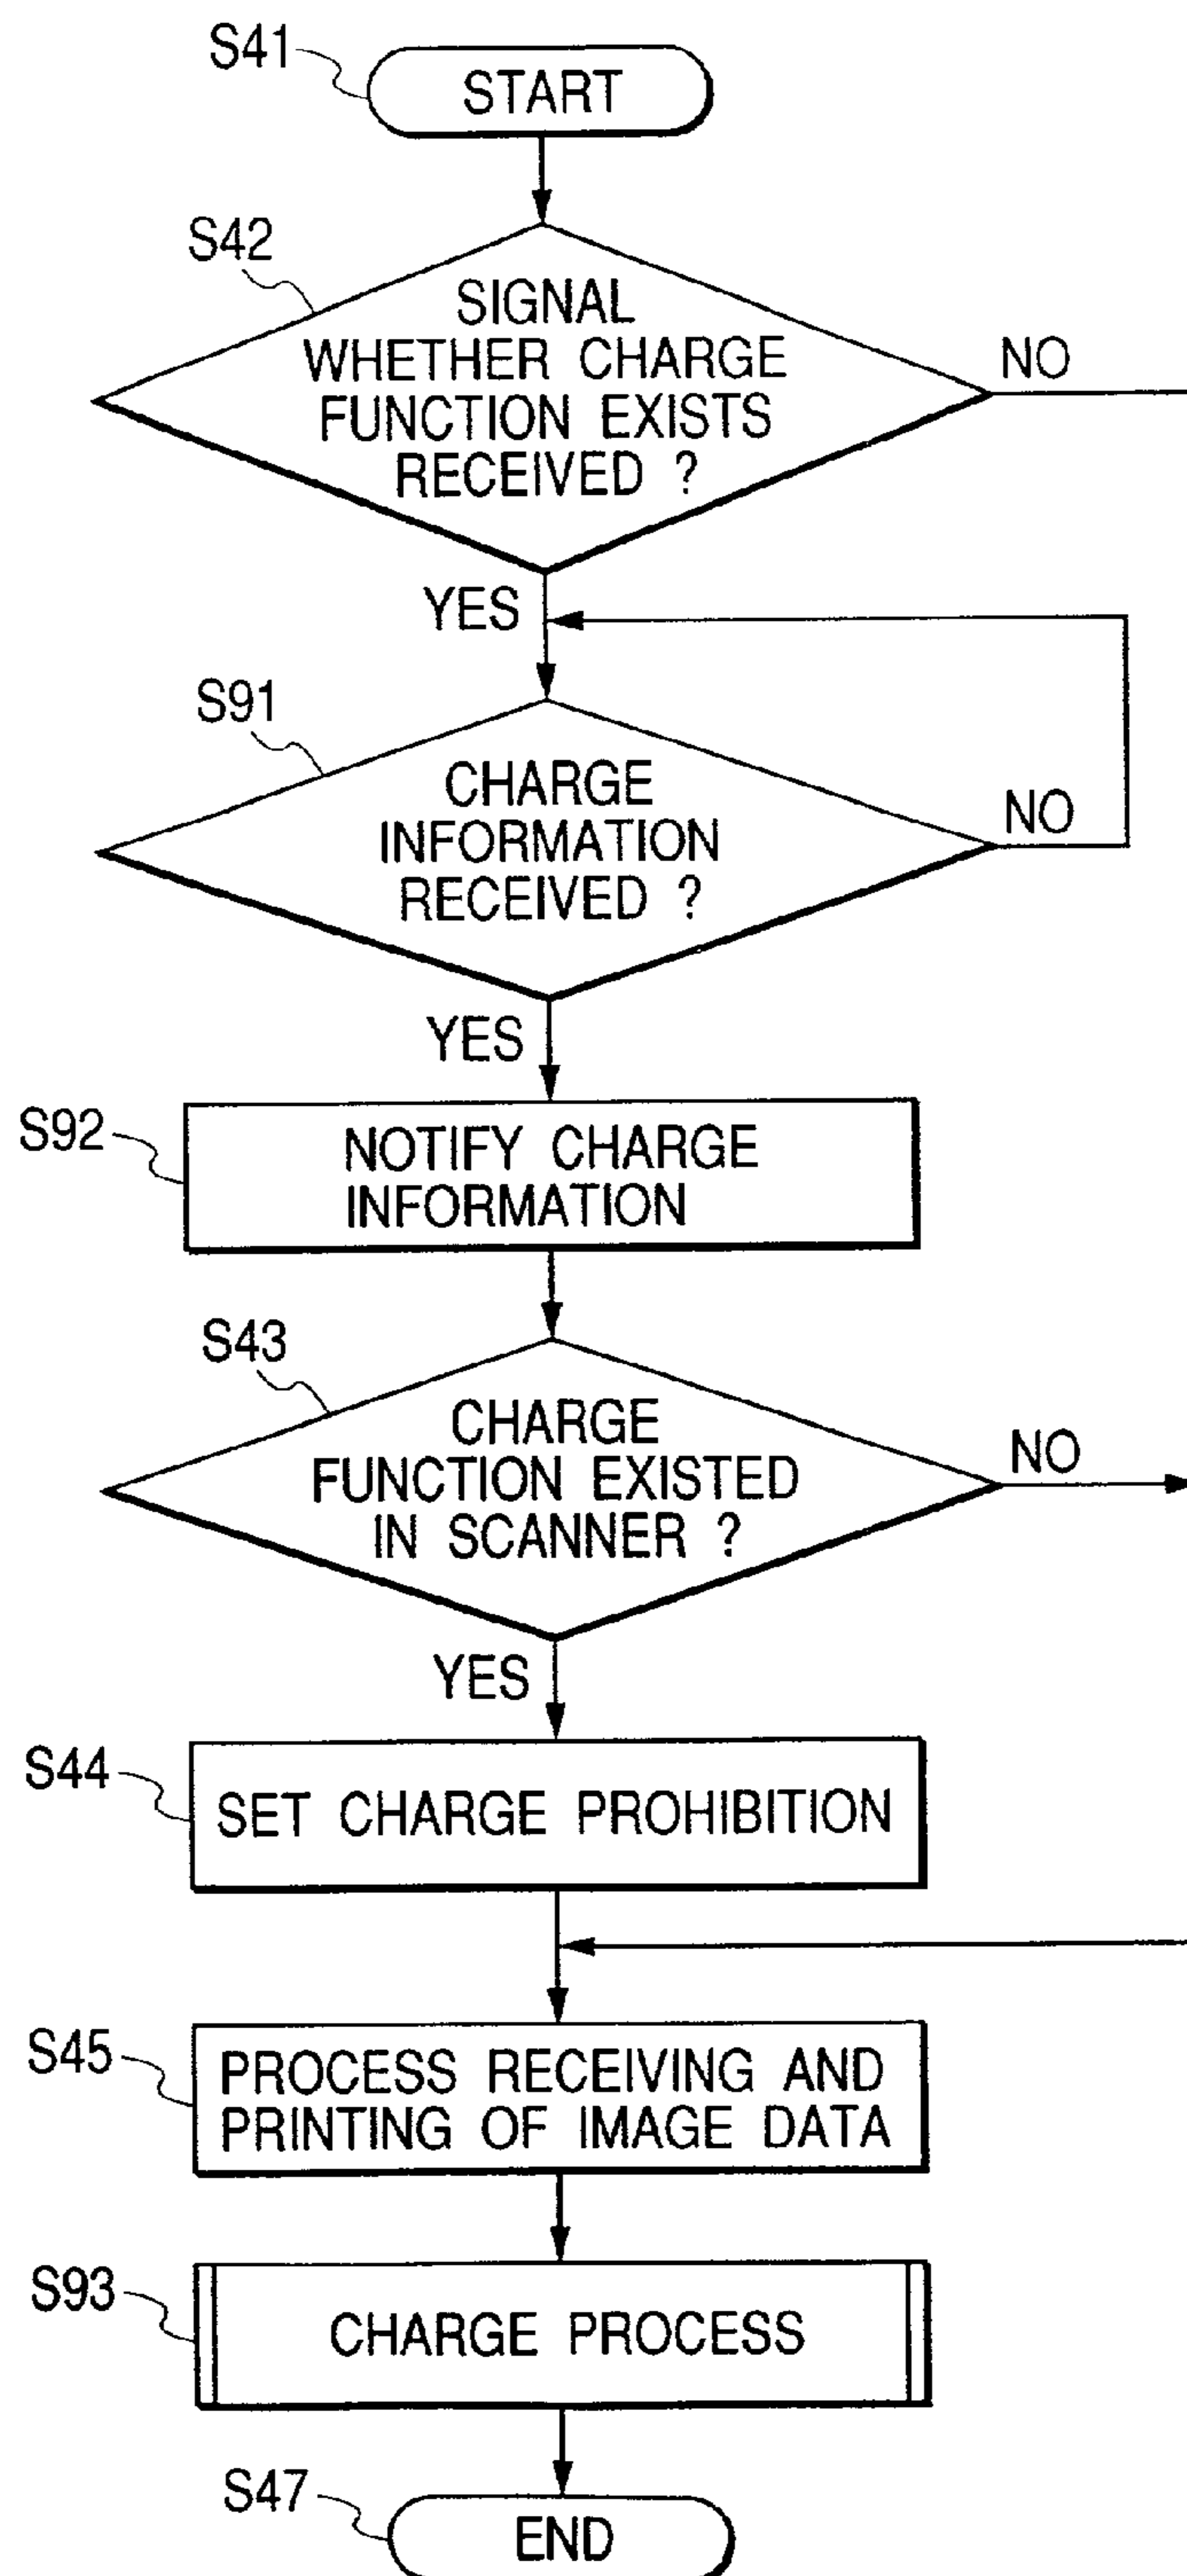 S41
START
S42
SIGNAL
WHETHER CHARGE
FUNCTION EXISTS
RECEIVED ?
NO
YES
S91
CHARGE
INFORMATION
RECEIVED ?
NO
YES
S92
NOTIFY CHARGE
INFORMATION
S43
CHARGE
FUNCTION EXISTED
IN SCANNER ?
NO
YES
S44
SET CHARGE PROHIBITION
S45
PROCESS RECEIVING AND
PRINTING OF IMAGE DATA
S93
CHARGE PROCESS
S47
END